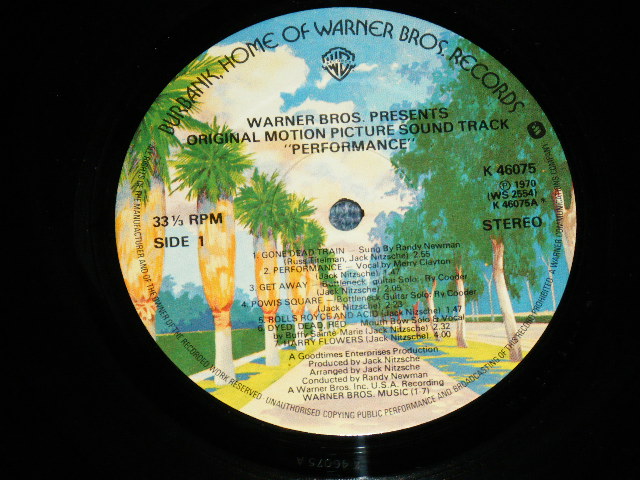 BURBANK, HOME OF WARNER BROS. RECORDS
WARNER BROS. PRESENTS
ORIGINAL MOTION PICTURE SOUND TRACK
"PERFORMANCE"
K 46075
℗ 1970
(WS 2554)
K 46075A
33⅓ RPM
SIDE 1
STEREO
1. GONE DEAD TRAIN — Sung By Randy Newman
(Russ Titelman, Jack Nitzsche) 2.55
2. PERFORMANCE — Vocal by Merry Clayton
(Jack Nitzsche) 1.47
3. GET AWAY — Bottleneck guitar Solo: Ry Cooder
(Jack Nitzsche) 2.05
4. POWIS SQUARE — Bottleneck Guitar Solo: Ry Cooder
(Jack Nitzsche) 2.23
5. ROLLS ROYCE AND ACID (Jack Nitzsche) 1.47
6. DYED, DEAD, RED — Mouth Bow Solo & Vocal
by Buffy Sainte Marie (Jack Nitzsche) 2.32
7. HARRY FLOWERS (Jack Nitzsche) 4.00
A Goodtimes Enterprises Production
Produced by Jack Nitzsche
Arranged by Jack Nitzsche
Conducted by Randy Newman
A Warner Bros. Inc. U.S.A. Recording
WARNER BROS. MUSIC (1-7)
OF THE MANUFACTURER AND OF THE OWNER OF THE RECORDED WORK RESERVED. UNAUTHORISED COPYING PUBLIC PERFORMANCE AND BROADCASTING OF THIS RECORD PROHIBITED.